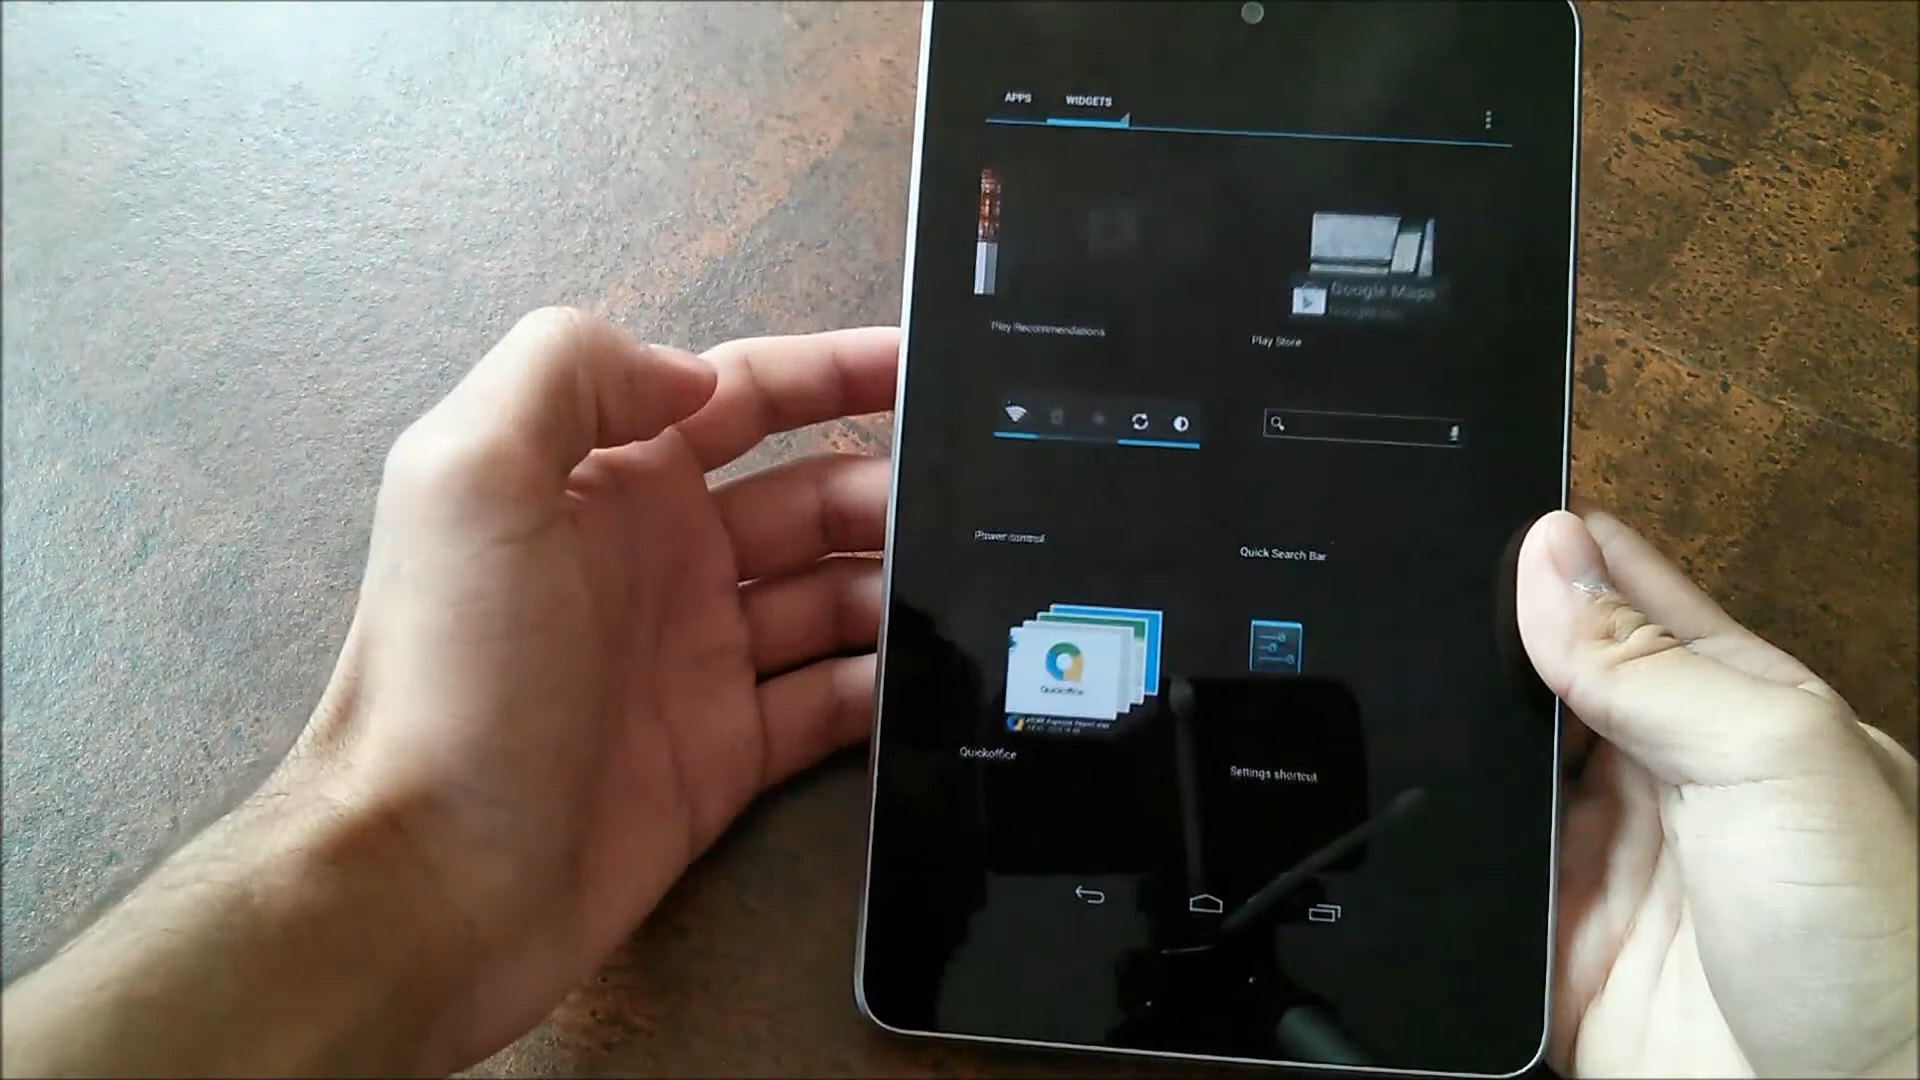 APPS WIDGETS
Google Maps
Play Recommendations
Play Store
Power control
Quick Search Bar
Quickoffice
Quickoffice
Settings shortcut